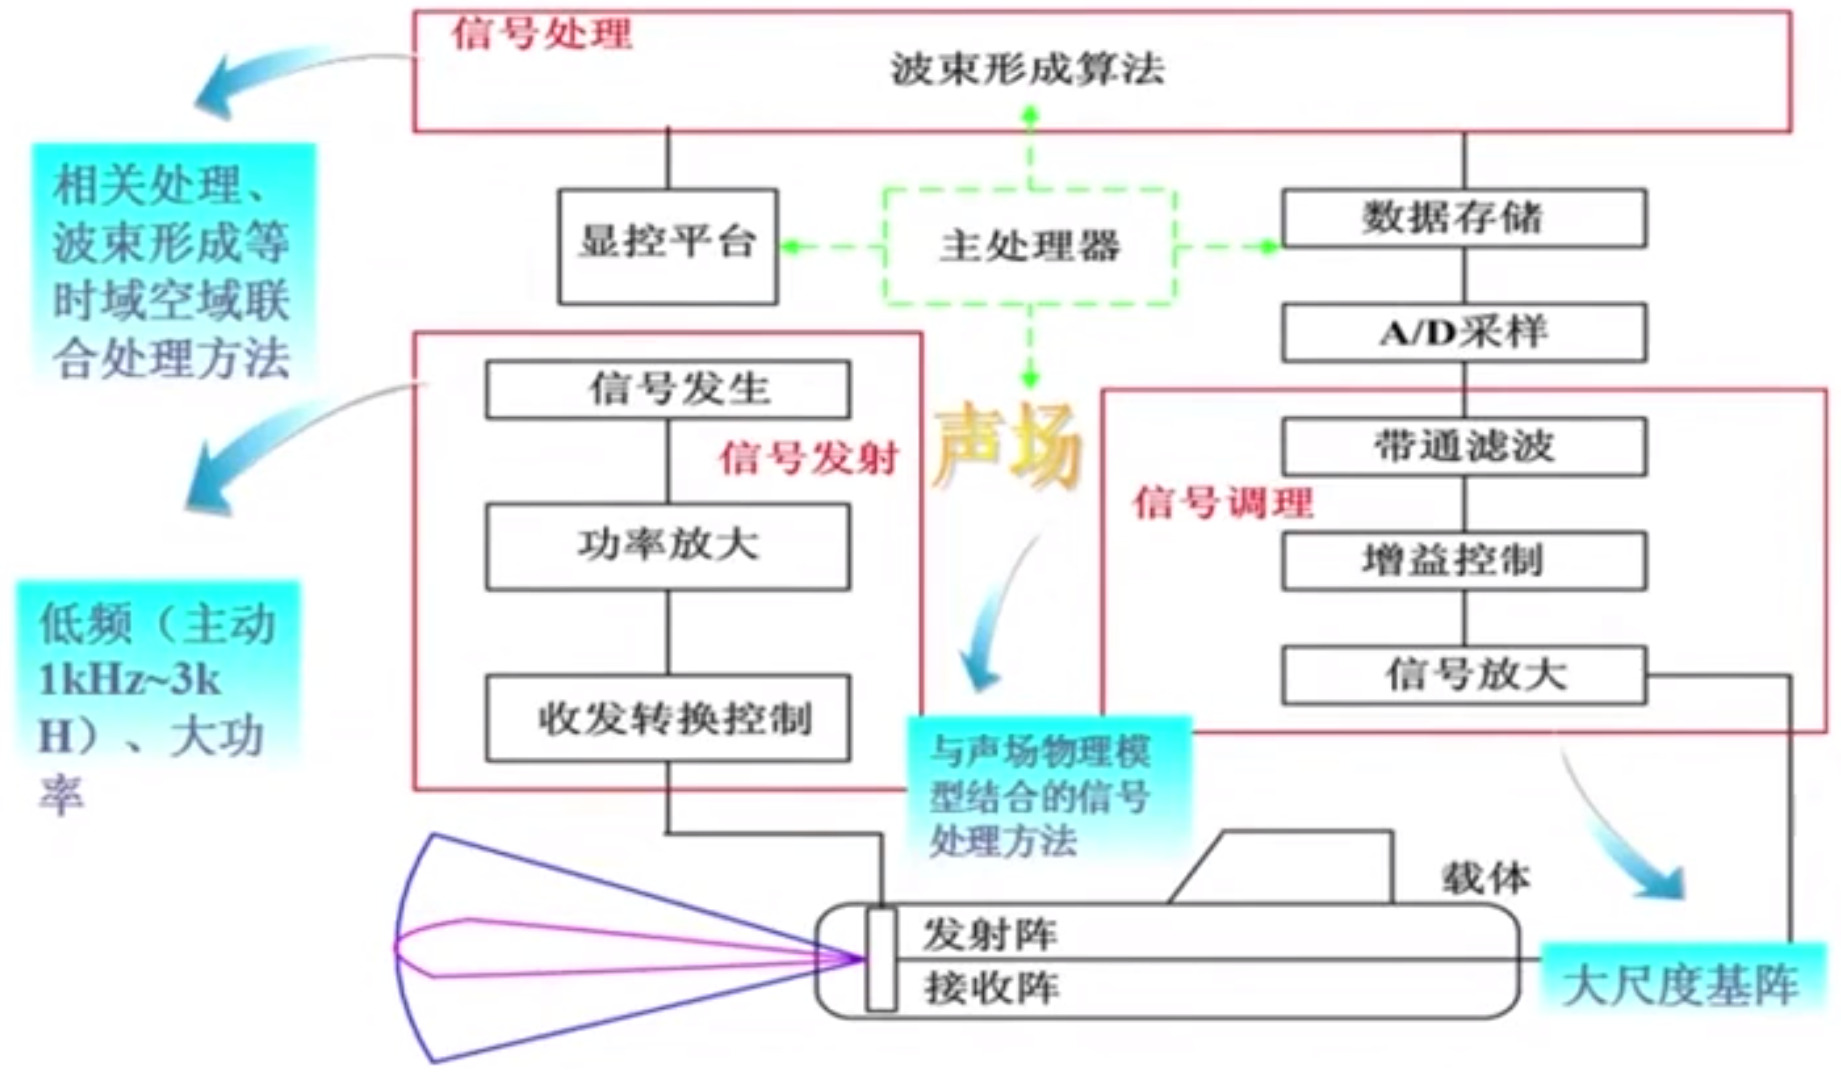 信号处理
波束形成算法
相关处理、
波束形成等
时域空域联
合处理方法
显控平台
主处理器
数据存储
A/D采样
信号发生
信号发射
功率放大
收发转换控制
声场
带通滤波
信号调理
增益控制
信号放大
低频（主动
1kHz~3k
H）、大功
率
与声场物理模
型结合的信号
处理方法
载体
发射阵
接收阵
大尺度基阵